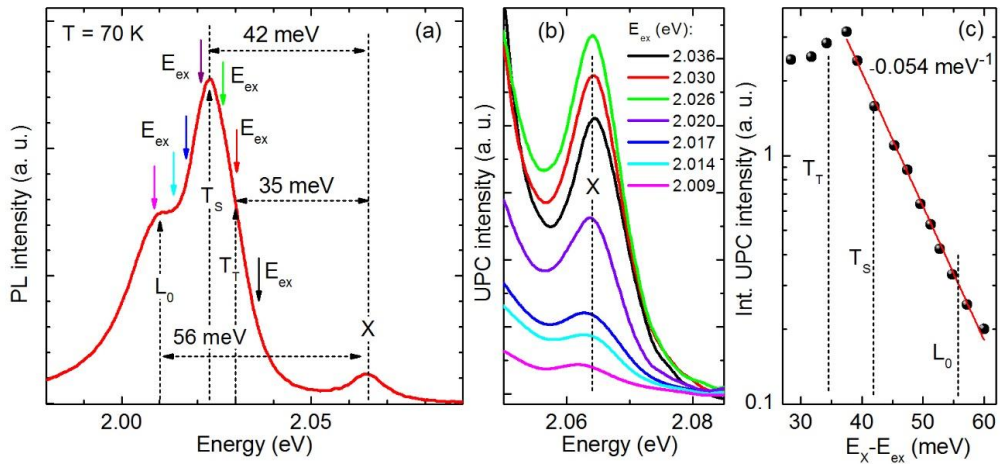 T = 70 K
(a)
42 meV
E_ex
E_ex
E_ex
E_ex
35 meV
T_S
T_T
E_ex
L_0
X
56 meV
PL intensity (a. u.)
2.00
2.05
Energy (eV)
(b)
E_ex (eV):
2.036
2.030
2.026
2.020
2.017
2.014
2.009
X
UPC intensity (a. u.)
2.06
2.08
Energy (eV)
(c)
-0.054 meV^-1
T_T
T_S
L_0
Int. UPC intensity (a. u.)
1
0.1
30
40
50
60
E_X-E_ex (meV)